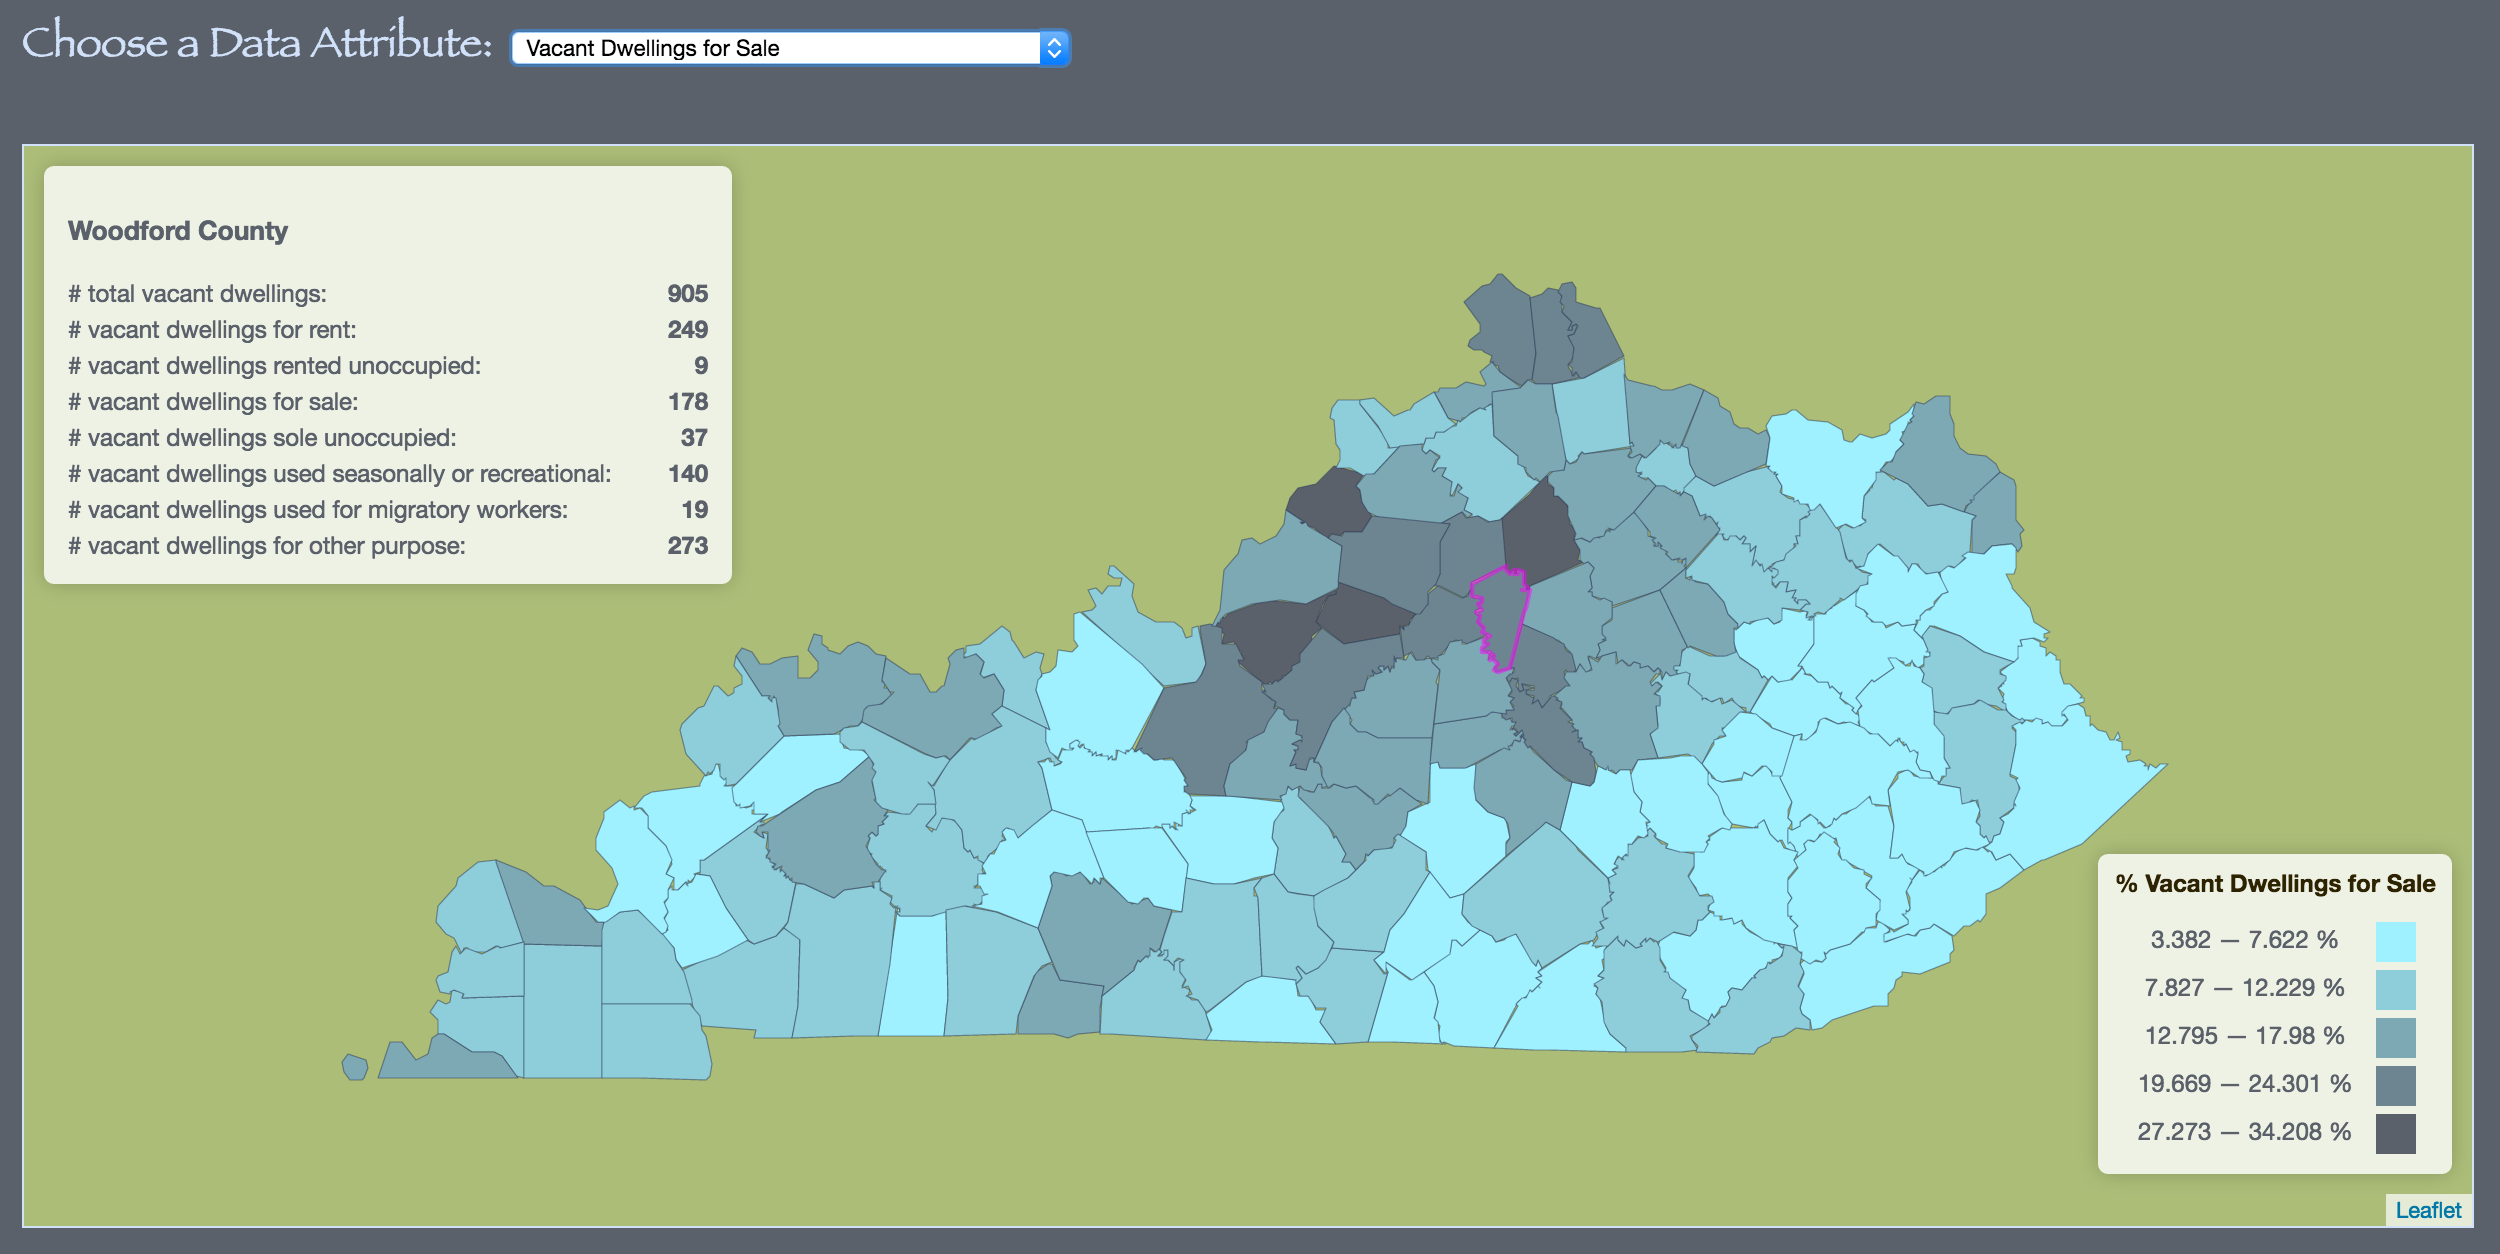 Choose a Data Attribute: Vacant Dwellings for Sale
Woodford County
# total vacant dwellings: 905
# vacant dwellings for rent: 249
# vacant dwellings rented unoccupied: 9
# vacant dwellings for sale: 178
# vacant dwellings sole unoccupied: 37
# vacant dwellings used seasonally or recreational: 140
# vacant dwellings used for migratory workers: 19
# vacant dwellings for other purpose: 273
% Vacant Dwellings for Sale
3.382 — 7.622 %
7.827 — 12.229 %
12.795 — 17.98 %
19.669 — 24.301 %
27.273 — 34.208 %
Leaflet